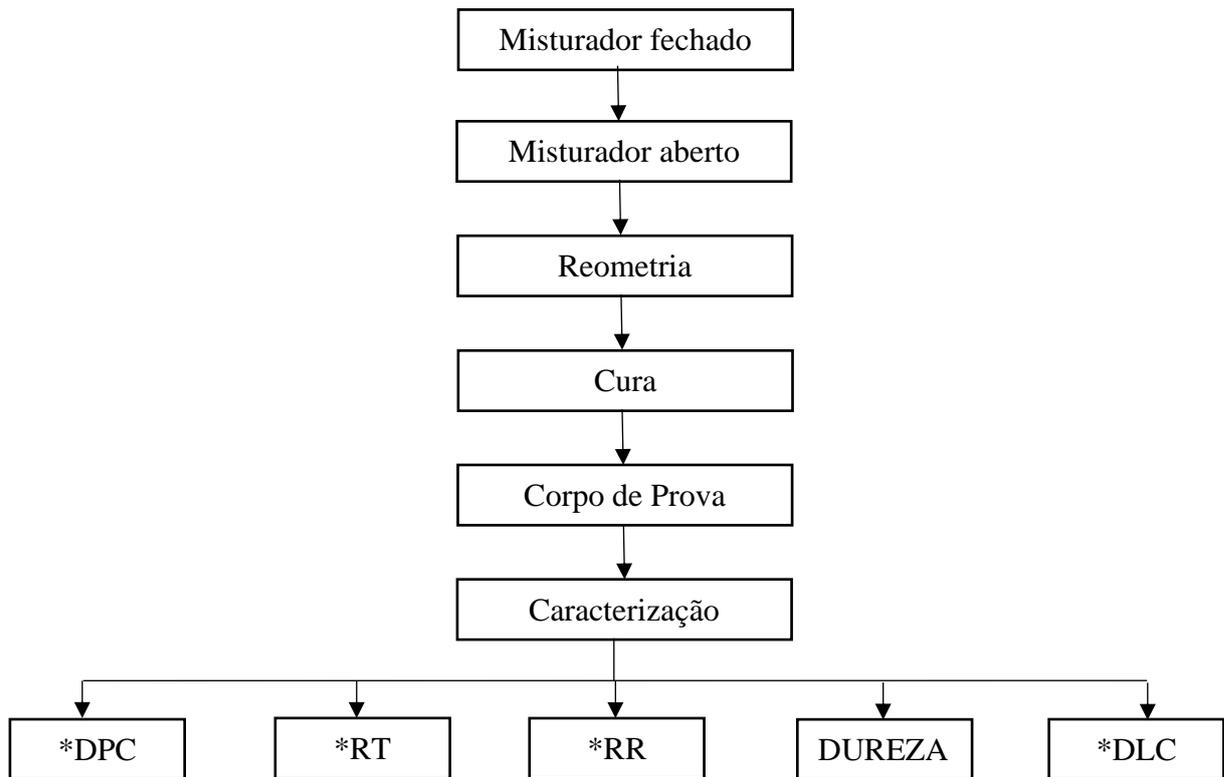 Misturador fechado
Misturador aberto
Reometria
Cura
Corpo de Prova
Caracterização
*DPC
*RT
*RR
DUREZA
*DLC